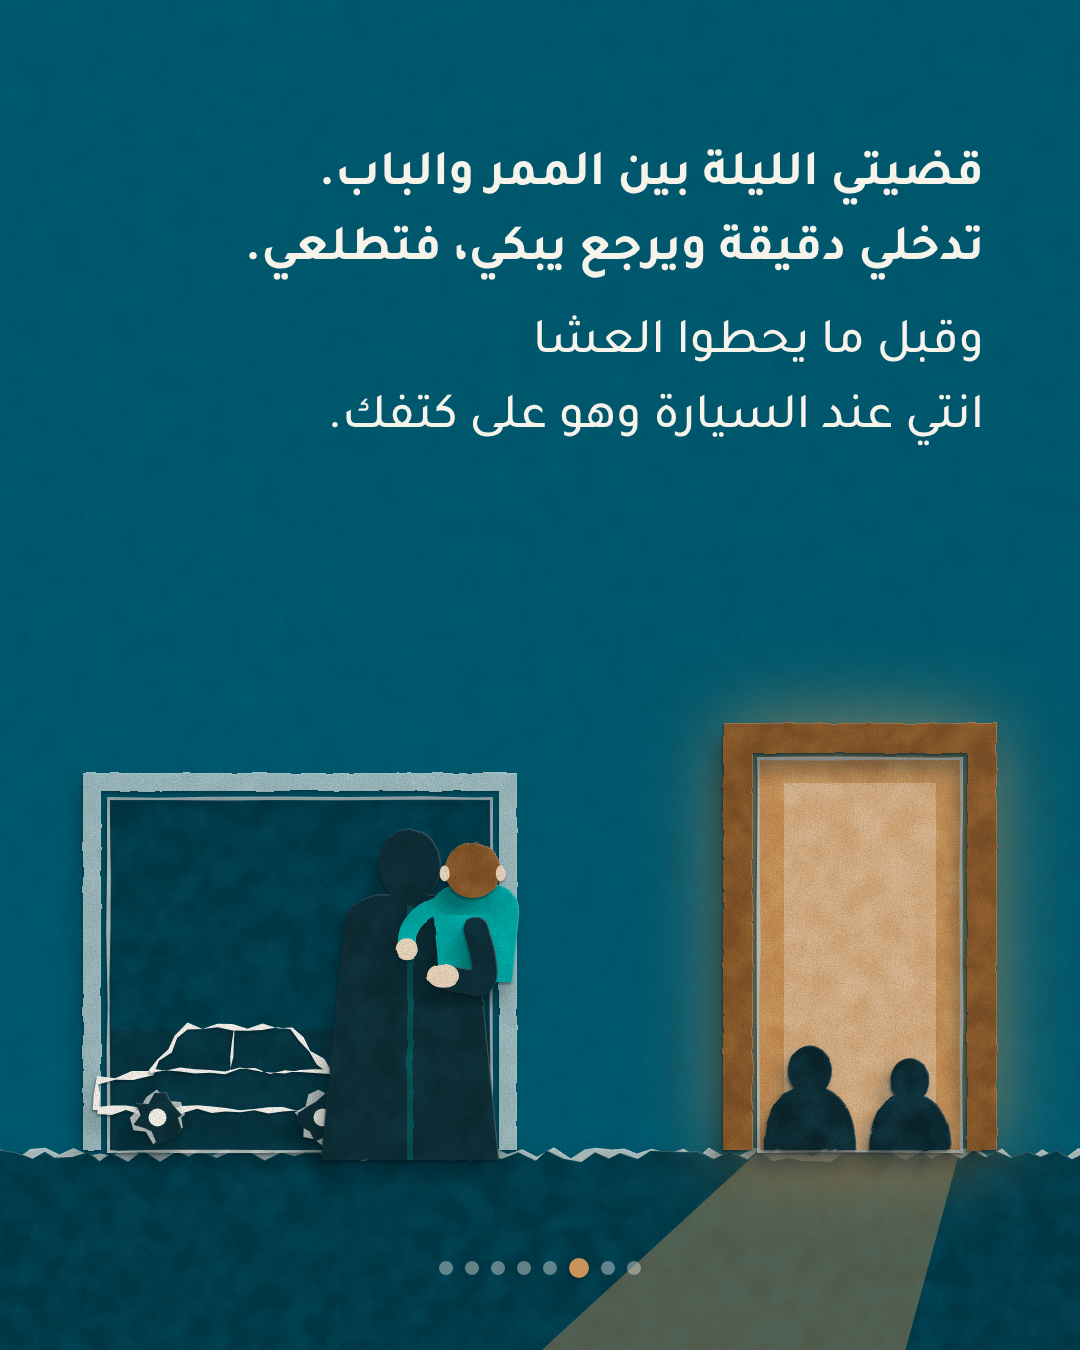 قضيتي الليلة بين الممر والباب.
تدخلي دقيقة ويرجع يبكي، فتطلعي.
وقبل ما يحطوا العشا
انتي عند السيارة وهو على كتفك.